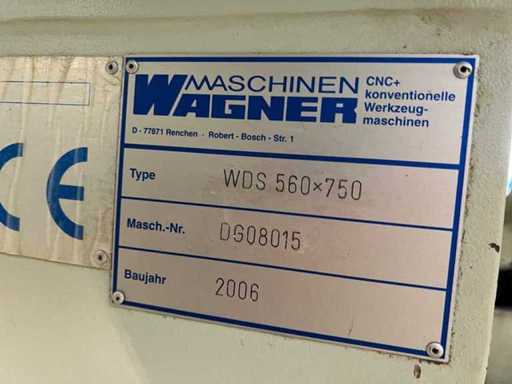 MASCHINEN
WAGNER
CNC+
konventionelle
Werkzeug-
maschinen
D - 77871 Renchen · Robert - Bosch - Str. 1
Type WDS 560×750
Masch.-Nr. DG08015
Baujahr 2006
CE